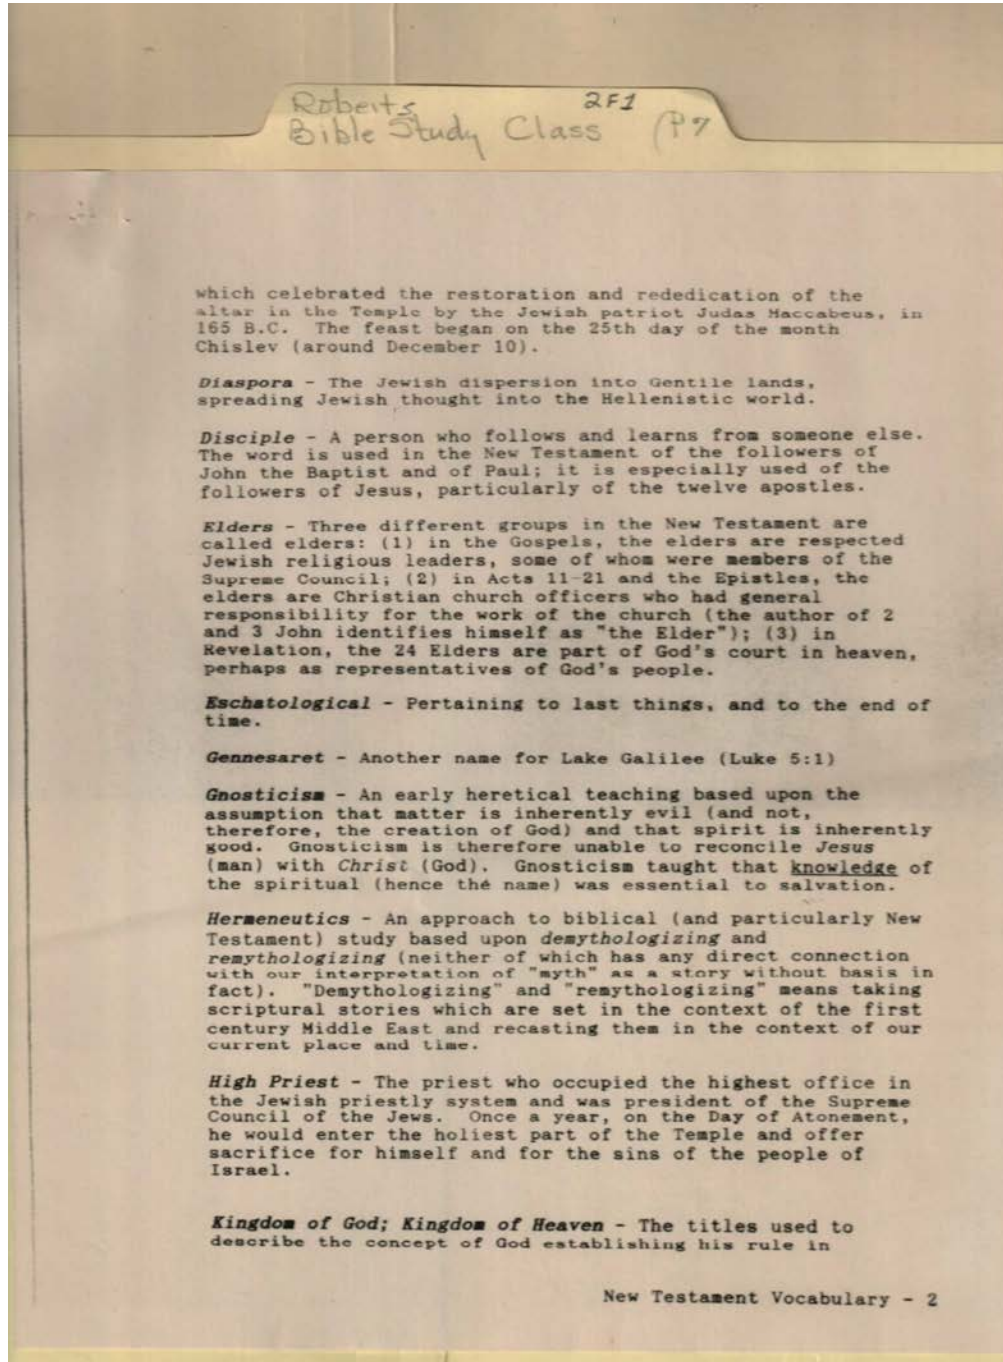 Roberts 2F1
Bible Study Class (P7
which celebrated the restoration and rededication of the
altar in the Temple by the Jewish patriot Judas Maccabeus, in
165 B.C. The feast began on the 25th day of the month
Chislev (around December 10).
Diaspora - The Jewish dispersion into Gentile lands,
spreading Jewish thought into the Hellenistic world.
Disciple - A person who follows and learns from someone else.
The word is used in the New Testament of the followers of
John the Baptist and of Paul; it is especially used of the
followers of Jesus, particularly of the twelve apostles.
Elders - Three different groups in the New Testament are
called elders: (1) in the Gospels, the elders are respected
Jewish religious leaders, some of whom were members of the
Supreme Council; (2) in Acts 11-21 and the Epistles, the
elders are Christian church officers who had general
responsibility for the work of the church (the author of 2
and 3 John identifies himself as "the Elder"); (3) in
Revelation, the 24 Elders are part of God's court in heaven,
perhaps as representatives of God's people.
Eschatological - Pertaining to last things, and to the end of
time.
Gennesaret - Another name for Lake Galilee (Luke 5:1)
Gnosticism - An early heretical teaching based upon the
assumption that matter is inherently evil (and not,
therefore, the creation of God) and that spirit is inherently
good. Gnosticism is therefore unable to reconcile Jesus
(man) with Christ (God). Gnosticism taught that knowledge of
the spiritual (hence the name) was essential to salvation.
Hermeneutics - An approach to biblical (and particularly New
Testament) study based upon demythologizing and
remythologizing (neither of which has any direct connection
with our interpretation of "myth" as a story without basis in
fact). "Demythologizing" and "remythologizing" means taking
scriptural stories which are set in the context of the first
century Middle East and recasting them in the context of our
current place and time.
High Priest - The priest who occupied the highest office in
the Jewish priestly system and was president of the Supreme
Council of the Jews. Once a year, on the Day of Atonement,
he would enter the holiest part of the Temple and offer
sacrifice for himself and for the sins of the people of
Israel.
Kingdom of God; Kingdom of Heaven - The titles used to
describe the concept of God establishing his rule in
New Testament Vocabulary - 2